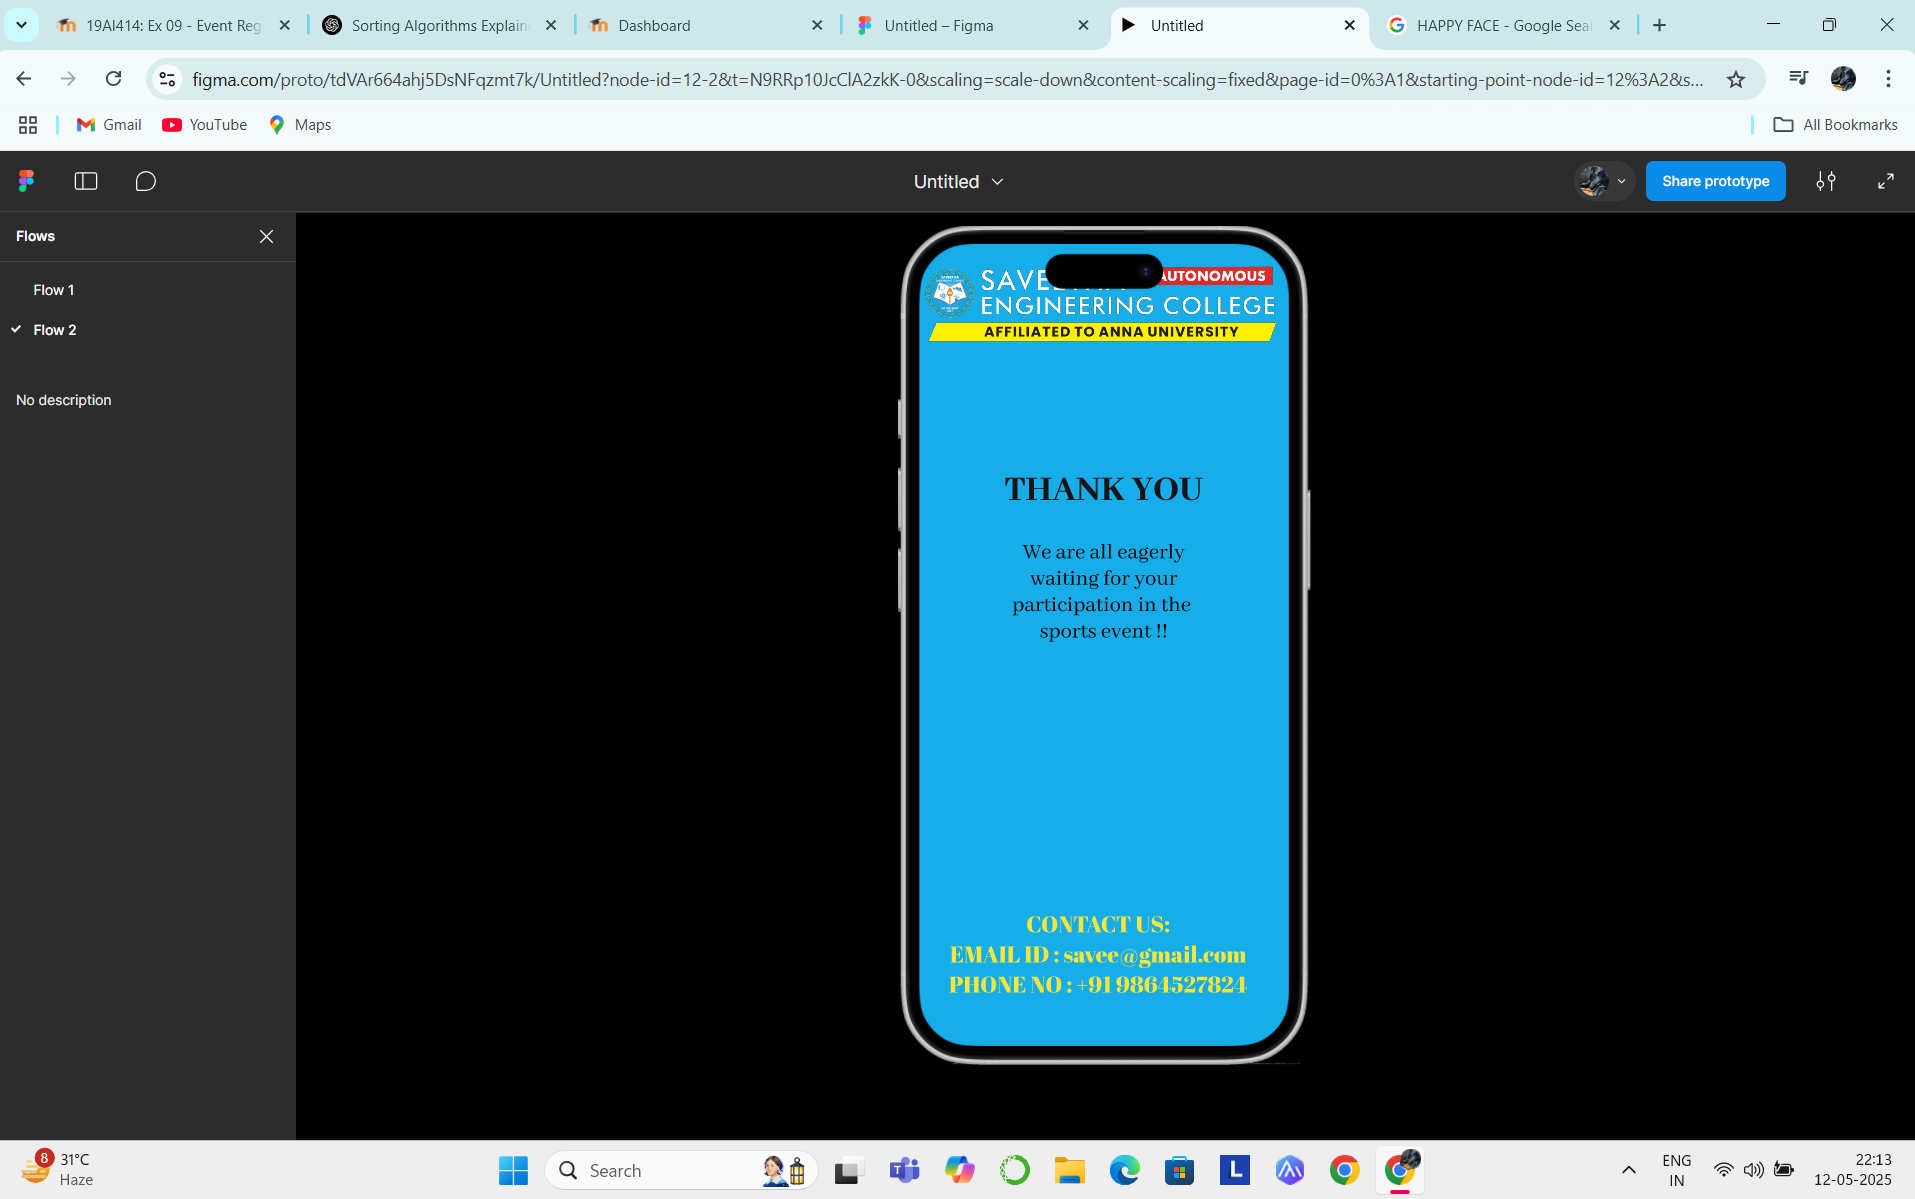 19AI414: Ex 09 - Event Reg
Sorting Algorithms Explain
Dashboard
Untitled – Figma
Untitled
HAPPY FACE - Google Sea
figma.com/proto/tdVAr664ahj5DsNFqzmt7k/Untitled?node-id=12-2&t=N9RRp10JcClA2zkK-0&scaling=scale-down&content-scaling=fixed&page-id=0%3A1&starting-point-node-id=12%3A2&s...
Gmail
YouTube
Maps
All Bookmarks
Untitled
Share prototype
Flows
Flow 1
Flow 2
No description
AUTONOMOUS
ENGINEERING COLLEGE
AFFILIATED TO ANNA UNIVERSITY
THANK YOU
We are all eagerly
waiting for your
participation in the
sports event !!
CONTACT US:
EMAIL ID : savee@gmail.com
PHONE NO : +91 9864527824
8
31°C
Haze
Search
ENG
IN
22:13
12-05-2025